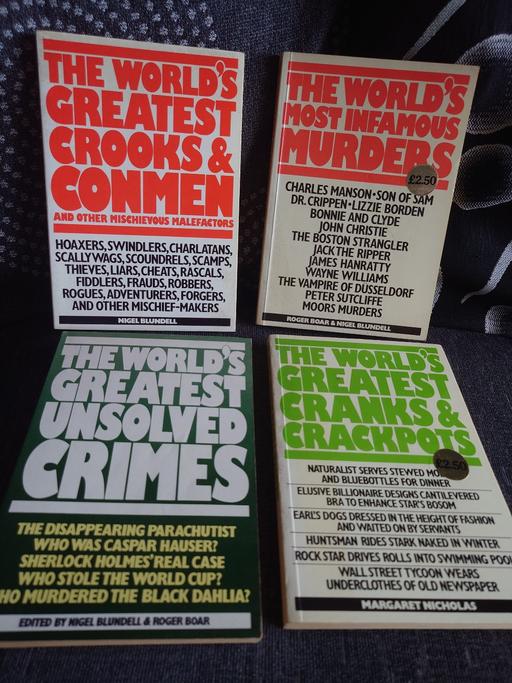 THE WORLD'S
GREATEST
CROOKS &
CONMEN
AND OTHER MISCHIEVOUS MALEFACTORS
HOAXERS, SWINDLERS, CHARLATANS,
SCALLYWAGS, SCOUNDRELS, SCAMPS,
THIEVES, LIARS, CHEATS, RASCALS,
FIDDLERS, FRAUDS, ROBBERS,
ROGUES, ADVENTURERS, FORGERS,
AND OTHER MISCHIEF-MAKERS
NIGEL BLUNDELL
THE WORLD'S
MOST INFAMOUS
MURDERS
£2.50
CHARLES MANSON · SON OF SAM
DR. CRIPPEN · LIZZIE BORDEN
BONNIE AND CLYDE
JOHN CHRISTIE
THE BOSTON STRANGLER
JACK THE RIPPER
JAMES HANRATTY
WAYNE WILLIAMS
THE VAMPIRE OF DUSSELDORF
PETER SUTCLIFFE
MOORS MURDERS
ROGER BOAR & NIGEL BLUNDELL
THE WORLD'S
GREATEST
UNSOLVED
CRIMES
THE DISAPPEARING PARACHUTIST
WHO WAS CASPAR HAUSER?
SHERLOCK HOLMES' REAL CASE
WHO STOLE THE WORLD CUP?
HO MURDERED THE BLACK DAHLIA?
EDITED BY NIGEL BLUNDELL & ROGER BOAR
THE WORLD'S
GREATEST
CRANKS &
CRACKPOTS
£2.50
NATURALIST SERVES STEWED MO
AND BLUEBOTTLES FOR DINNER
ELUSIVE BILLIONAIRE DESIGNS CANTILEVERED
BRA TO ENHANCE STAR'S BOSOM
EARL'S DOGS DRESSED IN THE HEIGHT OF FASHION
AND WAITED ON BY SERVANTS
HUNTSMAN RIDES STARK NAKED IN WINTER
ROCK STAR DRIVES ROLLS INTO SWIMMING POOL
WALL STREET TYCOON WEARS
UNDERCLOTHES OF OLD NEWSPAPER
MARGARET NICHOLAS